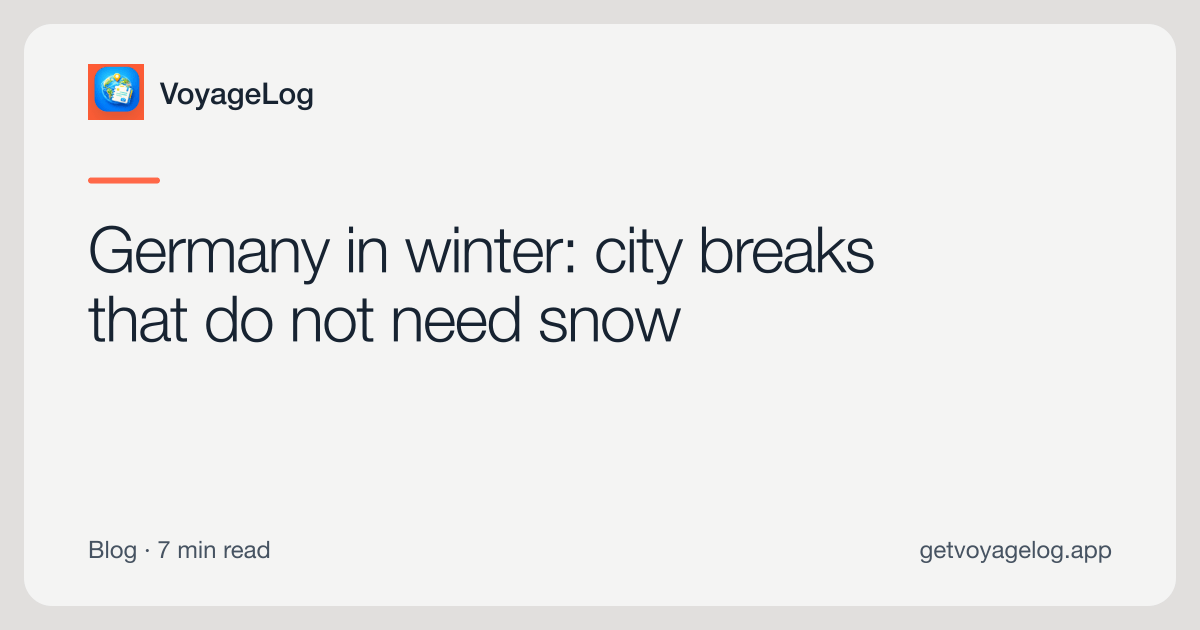 VoyageLog
Germany in winter: city breaks
that do not need snow
Blog · 7 min read
getvoyagelog.app